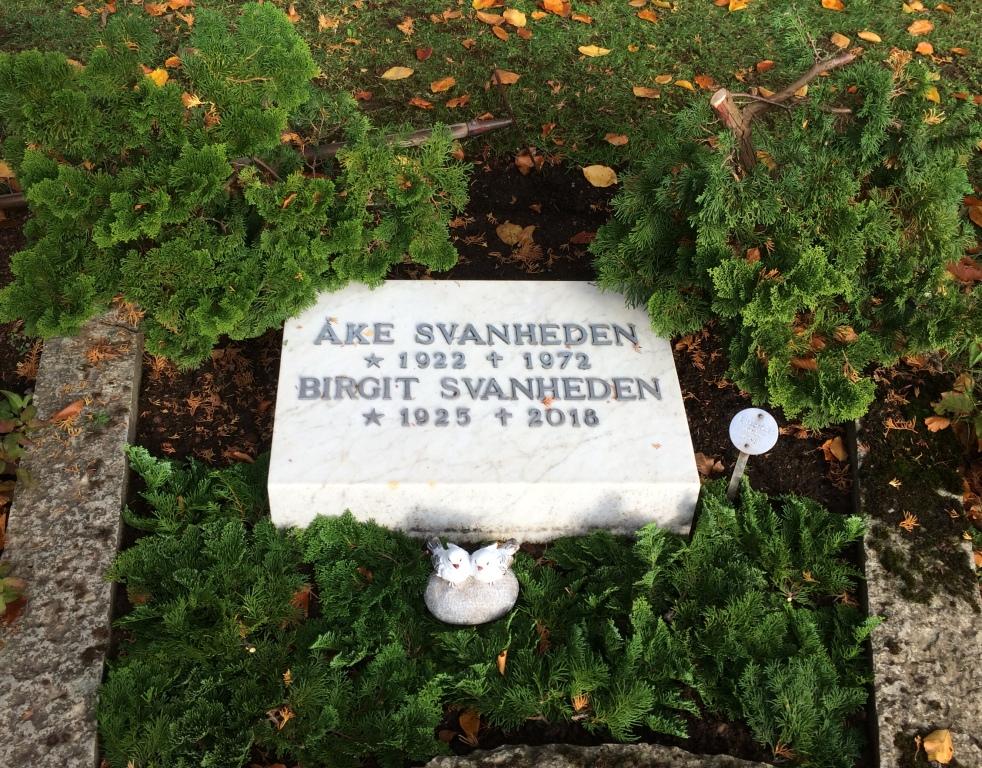 ÅKE SVANHEDEN
★ 1922 ✝ 1972
BIRGIT SVANHEDEN
★ 1925 ✝ 2018